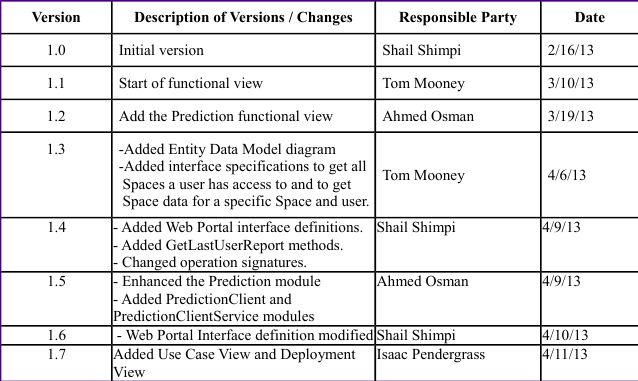 Version Description of Versions / Changes Responsible Party Date
1.0 Initial version Shail Shimpi 2/16/13
1.1 Start of functional view Tom Mooney 3/10/13
1.2 Add the Prediction functional view Ahmed Osman 3/19/13
1.3 -Added Entity Data Model diagram
-Added interface specifications to get all
Spaces a user has access to and to get
Space data for a specific Space and user.
Tom Mooney 4/6/13
1.4 - Added Web Portal interface definitions. Shail Shimpi 4/9/13
- Added GetLastUserReport methods.
- Changed operation signatures.
1.5 - Enhanced the Prediction module Ahmed Osman 4/9/13
- Added PredictionClient and
PredictionClientService modules
1.6 - Web Portal Interface definition modified Shail Shimpi 4/10/13
1.7 Added Use Case View and Deployment Isaac Pendergrass 4/11/13
View